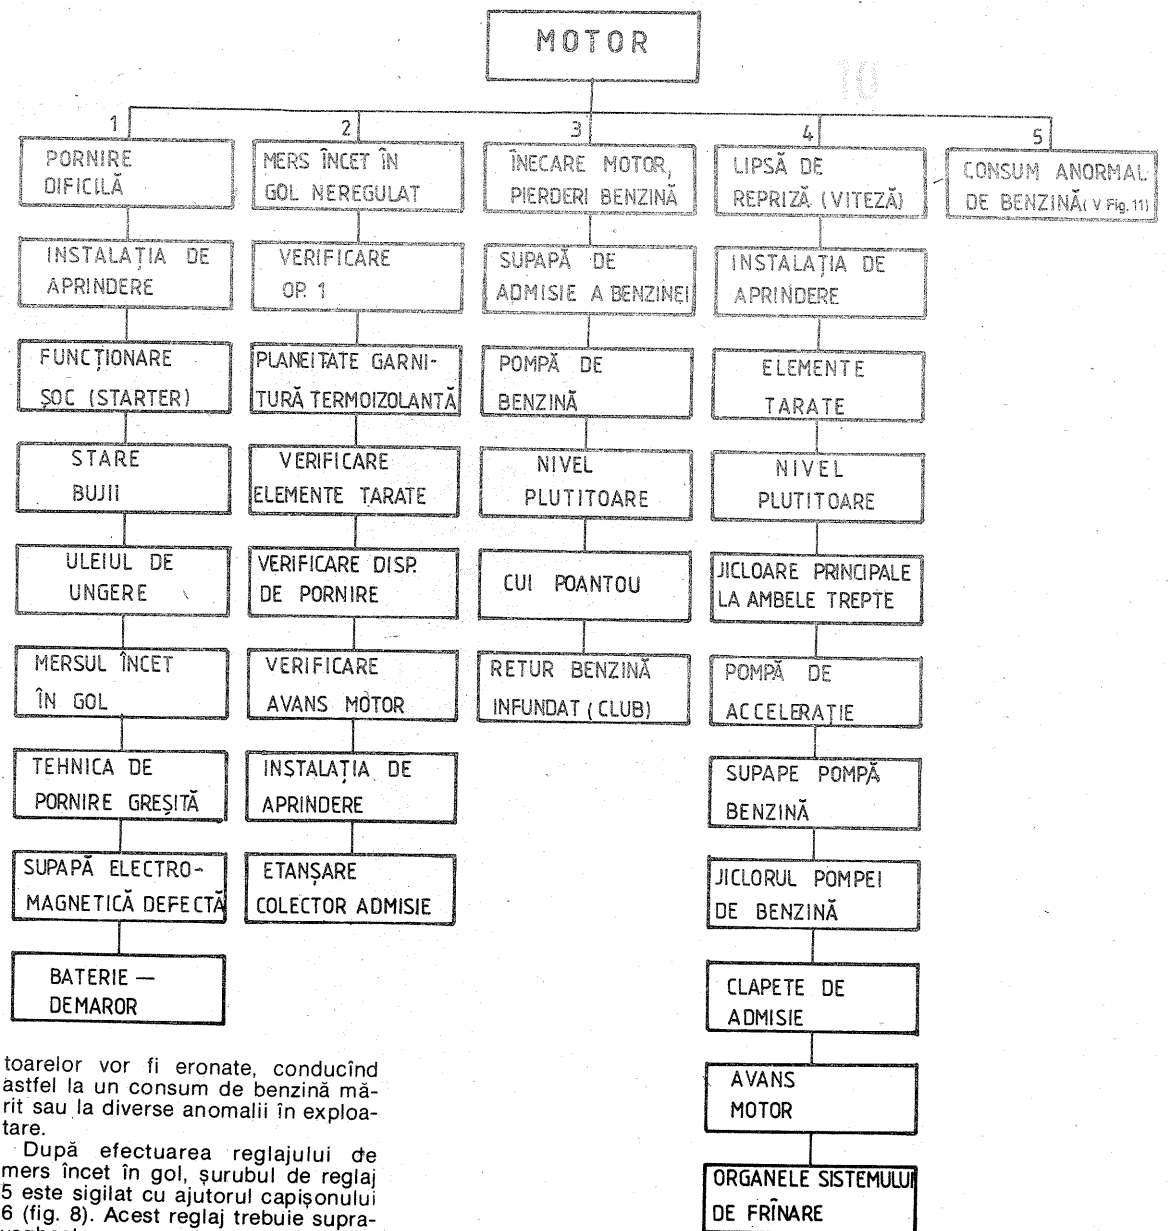 MOTOR
1
PORNIRE
DIFICILĂ
INSTALAȚIA DE
APRINDERE
FUNCȚIONARE
ȘOC (STARTER)
STARE
BUJII
ULEIUL DE
UNGERE
MERSUL ÎNCET
ÎN GOL
TEHNICA DE
PORNIRE GREȘITĂ
SUPAPĂ ELECTRO-
MAGNETICĂ DEFECTĂ
BATERIE —
DEMAROR
2
MERS ÎNCET ÎN
GOL NEREGULAT
VERIFICARE
OP. 1
PLANEITATE GARNI-
TURĂ TERMOIZOLANTĂ
VERIFICARE
ELEMENTE TARATE
VERIFICARE DISP.
DE PORNIRE
VERIFICARE
AVANS MOTOR
INSTALAȚIA DE
APRINDERE
ETANȘARE
COLECTOR ADMISIE
3
ÎNECARE MOTOR,
PIERDERI BENZINĂ
SUPAPĂ DE
ADMISIE A BENZINEI
POMPĂ DE
BENZINĂ
NIVEL
PLUTITOARE
CUI POANTOU
RETUR BENZINĂ
INFUNDAT (CLUB)
4
LIPSĂ DE
REPRIZĂ (VITEZĂ)
INSTALAȚIA DE
APRINDERE
ELEMENTE
TARATE
NIVEL
PLUTITOARE
JICLOARE PRINCIPALE
LA AMBELE TREPTE
POMPĂ DE
ACCELERAȚIE
SUPAPE POMPĂ
BENZINĂ
JICLORUL POMPEI
DE BENZINĂ
CLAPETE DE
ADMISIE
AVANS
MOTOR
ORGANELE SISTEMULUI
DE FRÎNARE
5
CONSUM ANORMAL
DE BENZINĂ (V Fig. 11)
toarelor vor fi eronate, conducînd
astfel la un consum de benzină mă-
rit sau la diverse anomalii în exploa-
tare.
După efectuarea reglajului de
mers încet în gol, șurubul de reglaj
5 este sigilat cu ajutorul capișonului
6 (fig. 8). Acest reglaj trebuie supra-